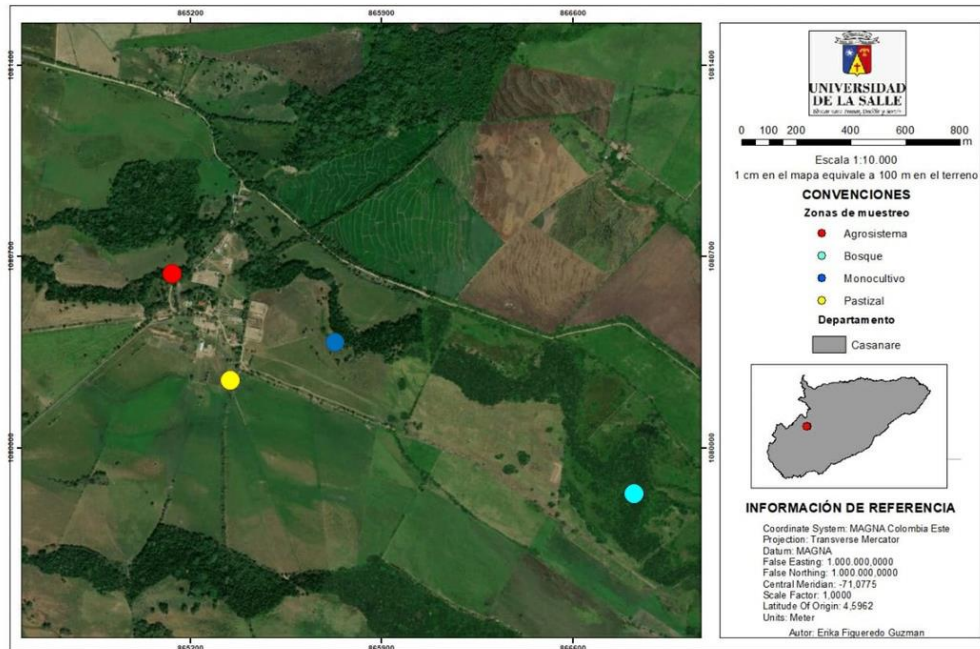 865200 865900 866600
1081400 1081400
1080700 1080700
1080000 1080000
865200 865900 866600
UNIVERSIDAD
DE LA SALLE
0 100 200 400 600 800
m
Escala 1:10.000
1 cm en el mapa equivale a 100 m en el terreno
CONVENCIONES
Zonas de muestreo
Agrosistema
Bosque
Monocultivo
Pastizal
Departamento
Casanare
INFORMACIÓN DE REFERENCIA
Coordinate System: MAGNA Colombia Este
Projection: Transverse Mercator
Datum: MAGNA
False Easting: 1.000.000,0000
False Northing: 1.000.000,0000
Central Meridian: -71,0775
Scale Factor: 1,0000
Latitude Of Origin: 4,5962
Units: Meter
Autor: Erika Figueredo Guzman